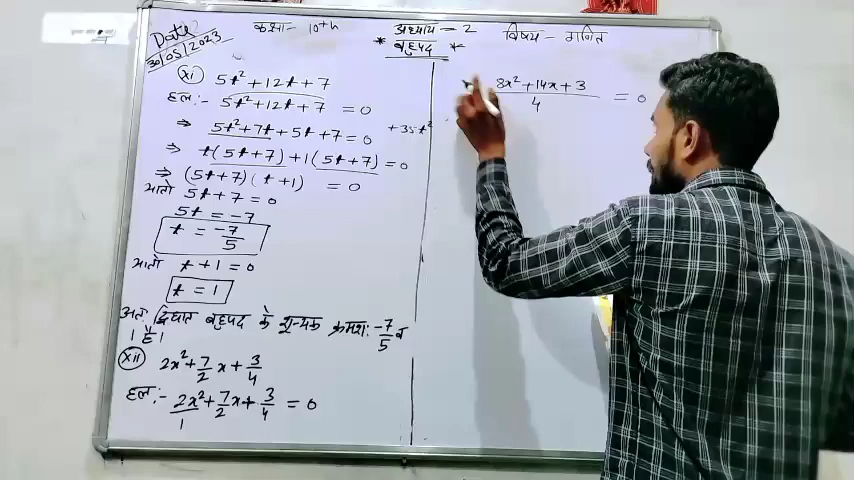 Date 30/05/2023
कक्षा- 10th
अध्याय = 2
विषय- गणित
* बहुपद *
(xi) 5t² + 12t + 7
हल:- 5t² + 12t + 7 = 0
⇒ 5t² + 7t + 5t + 7 = 0 + 35t²
⇒ t(5t + 7) + 1(5t + 7) = 0
⇒ (5t + 7)(t + 1) = 0
यातो 5t + 7 = 0
5t = -7
t = -7/5
यातो t + 1 = 0
t = 1
अतः द्विघात बहुपद के शून्यक क्रमशः -7/5 व
1 है।
(xii) 2x² + 7/2 x + 3/4
हल:- 2x²/1 + 7/2 x + 3/4 = 0
8x² + 14x + 3 / 4 = 0